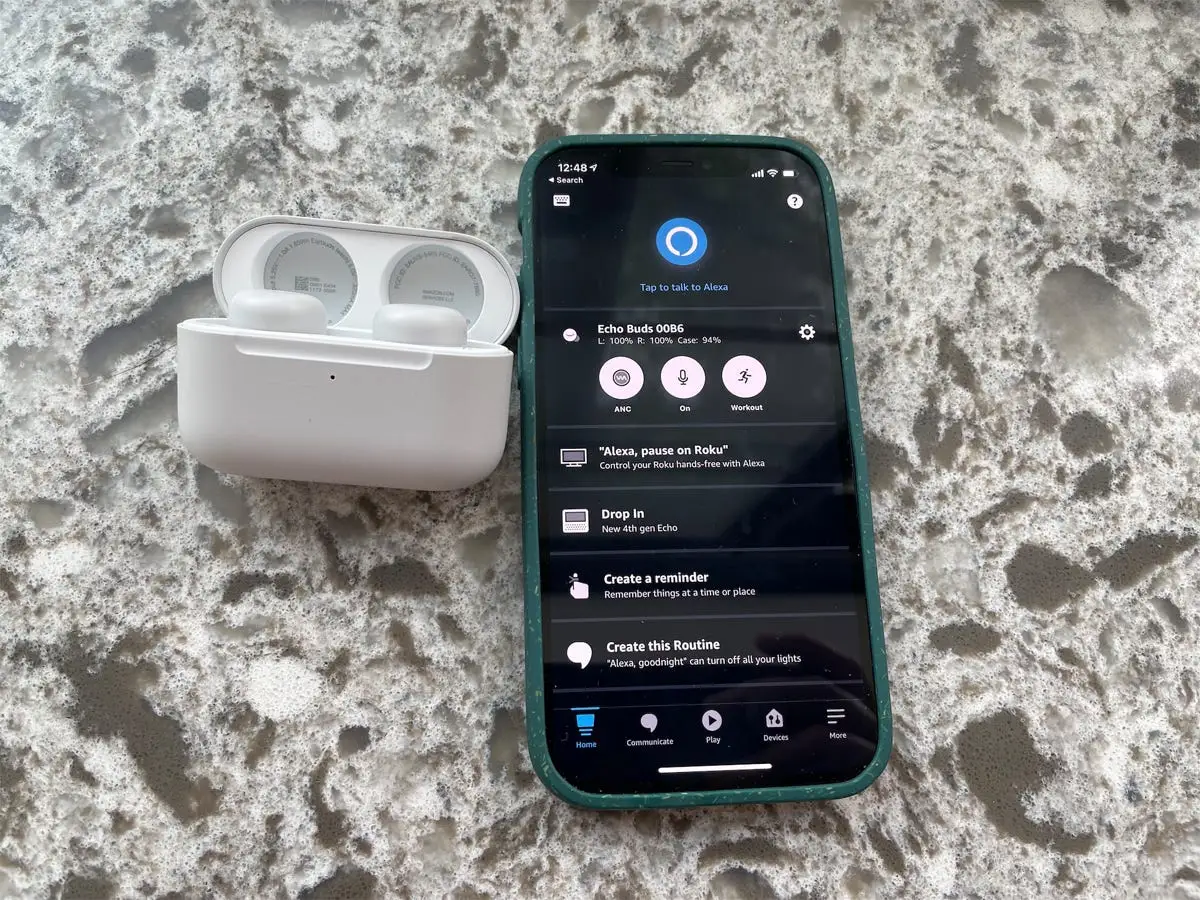 12:48
Search
?
Tap to talk to Alexa
Echo Buds 00B6
L: 100% R: 100% Case: 94%
ANC
On
Workout
"Alexa, pause on Roku"
Control your Roku hands-free with Alexa
Drop In
New 4th gen Echo
Create a reminder
Remember things at a time or place
Create this Routine
"Alexa, goodnight" can turn off all your lights
Home
Communicate
Play
Devices
More